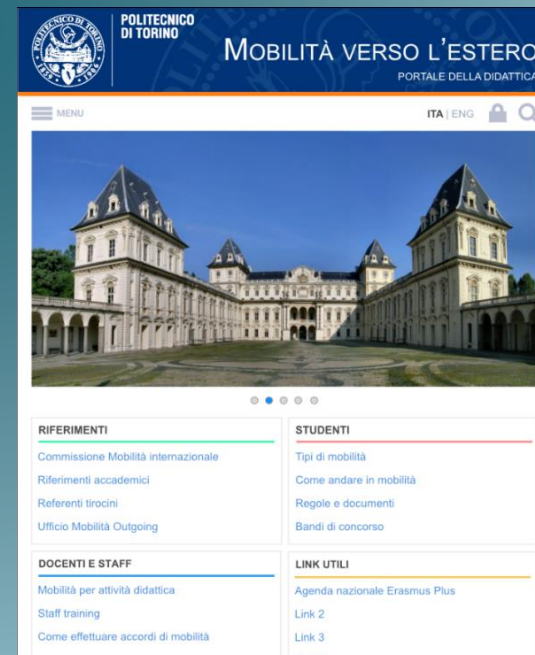 POLITECNICO
DI TORINO
MOBILITÀ VERSO L'ESTERO
PORTALE DELLA DIDATTICA
MENU
ITA | ENG
RIFERIMENTI
Commissione Mobilità internazionale
Riferimenti accademici
Referenti tirocini
Ufficio Mobilità Outgoing
STUDENTI
Tipi di mobilità
Come andare in mobilità
Regole e documenti
Bandi di concorso
DOCENTI E STAFF
Mobilità per attività didattica
Staff training
Come effettuare accordi di mobilità
LINK UTILI
Agenda nazionale Erasmus Plus
Link 2
Link 3